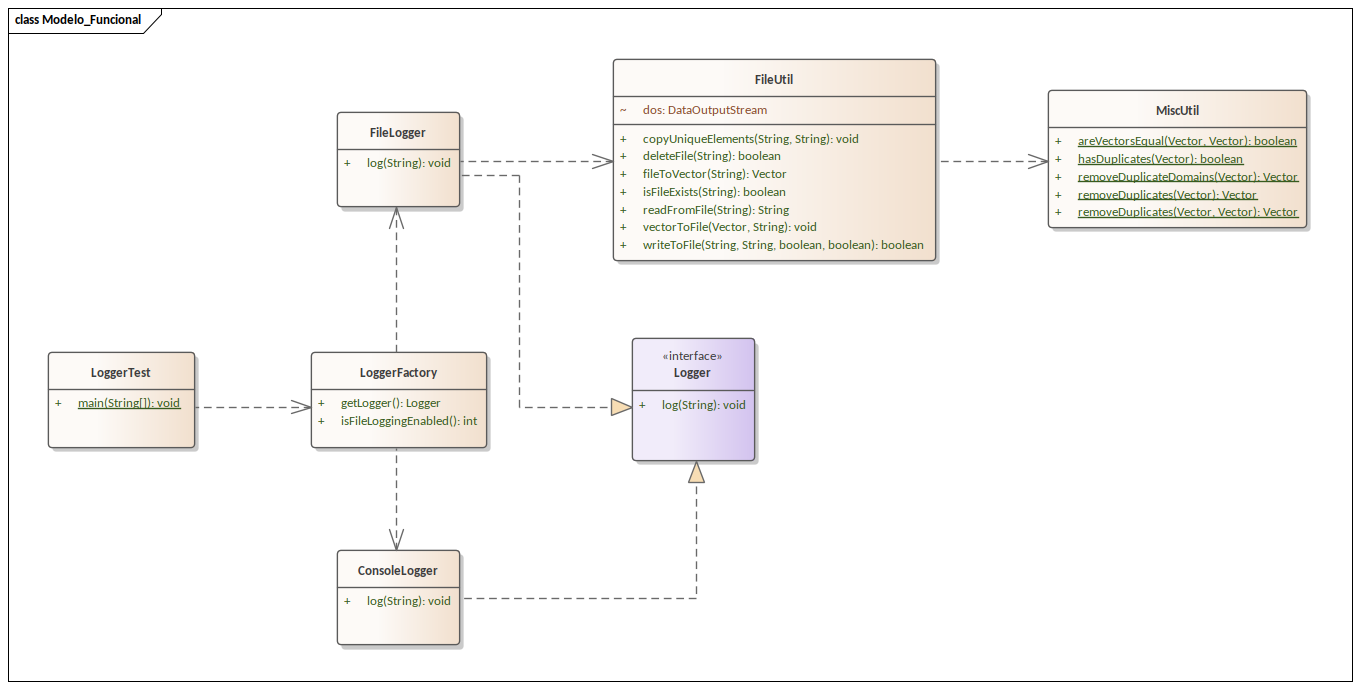 class Modelo_Funcional
FileUtil
~ dos: DataOutputStream
+ copyUniqueElements(String, String): void
+ deleteFile(String): boolean
+ fileToVector(String): Vector
+ isFileExists(String): boolean
+ readFromFile(String): String
+ vectorToFile(Vector, String): void
+ writeToFile(String, String, boolean, boolean): boolean
MiscUtil
+ areVectorsEqual(Vector, Vector): boolean
+ hasDuplicates(Vector): boolean
+ removeDuplicateDomains(Vector): Vector
+ removeDuplicates(Vector): Vector
+ removeDuplicates(Vector, Vector): Vector
FileLogger
+ log(String): void
LoggerTest
+ main(String[]): void
LoggerFactory
+ getLogger(): Logger
+ isFileLoggingEnabled(): int
«interface»
Logger
+ log(String): void
ConsoleLogger
+ log(String): void